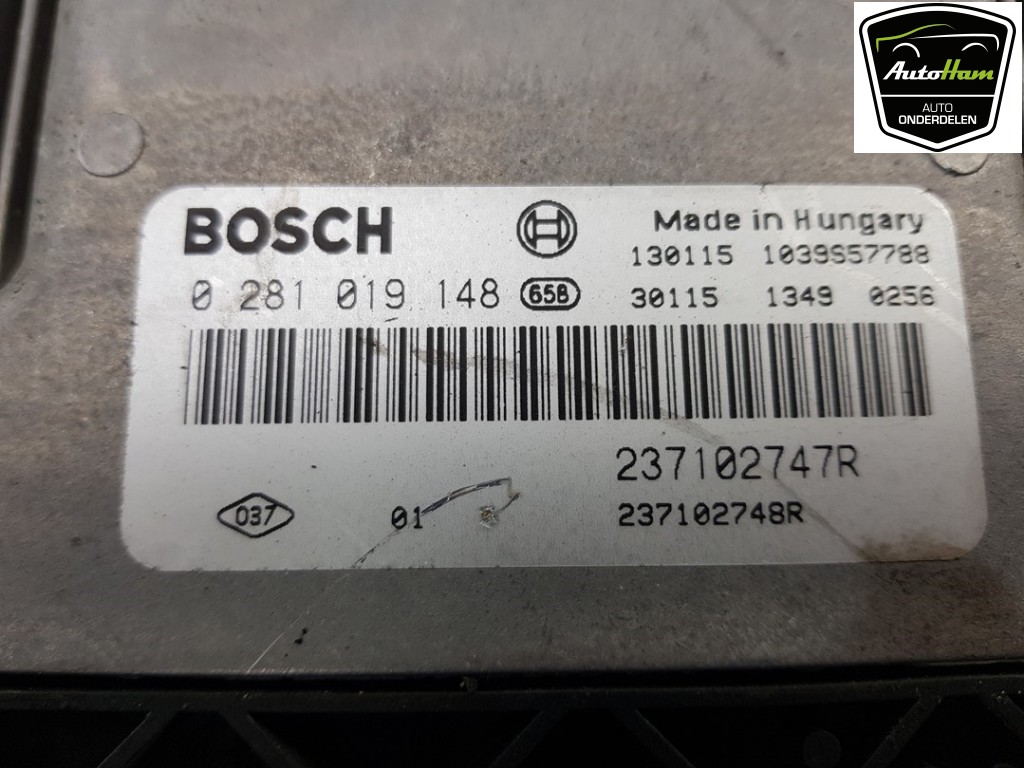 AutoHam
AUTO
ONDERDELEN
BOSCH
Made in Hungary
130115 1039S57788
0 281 019 148 65B
30115 1349 0256
237102747R
037 01
237102748R